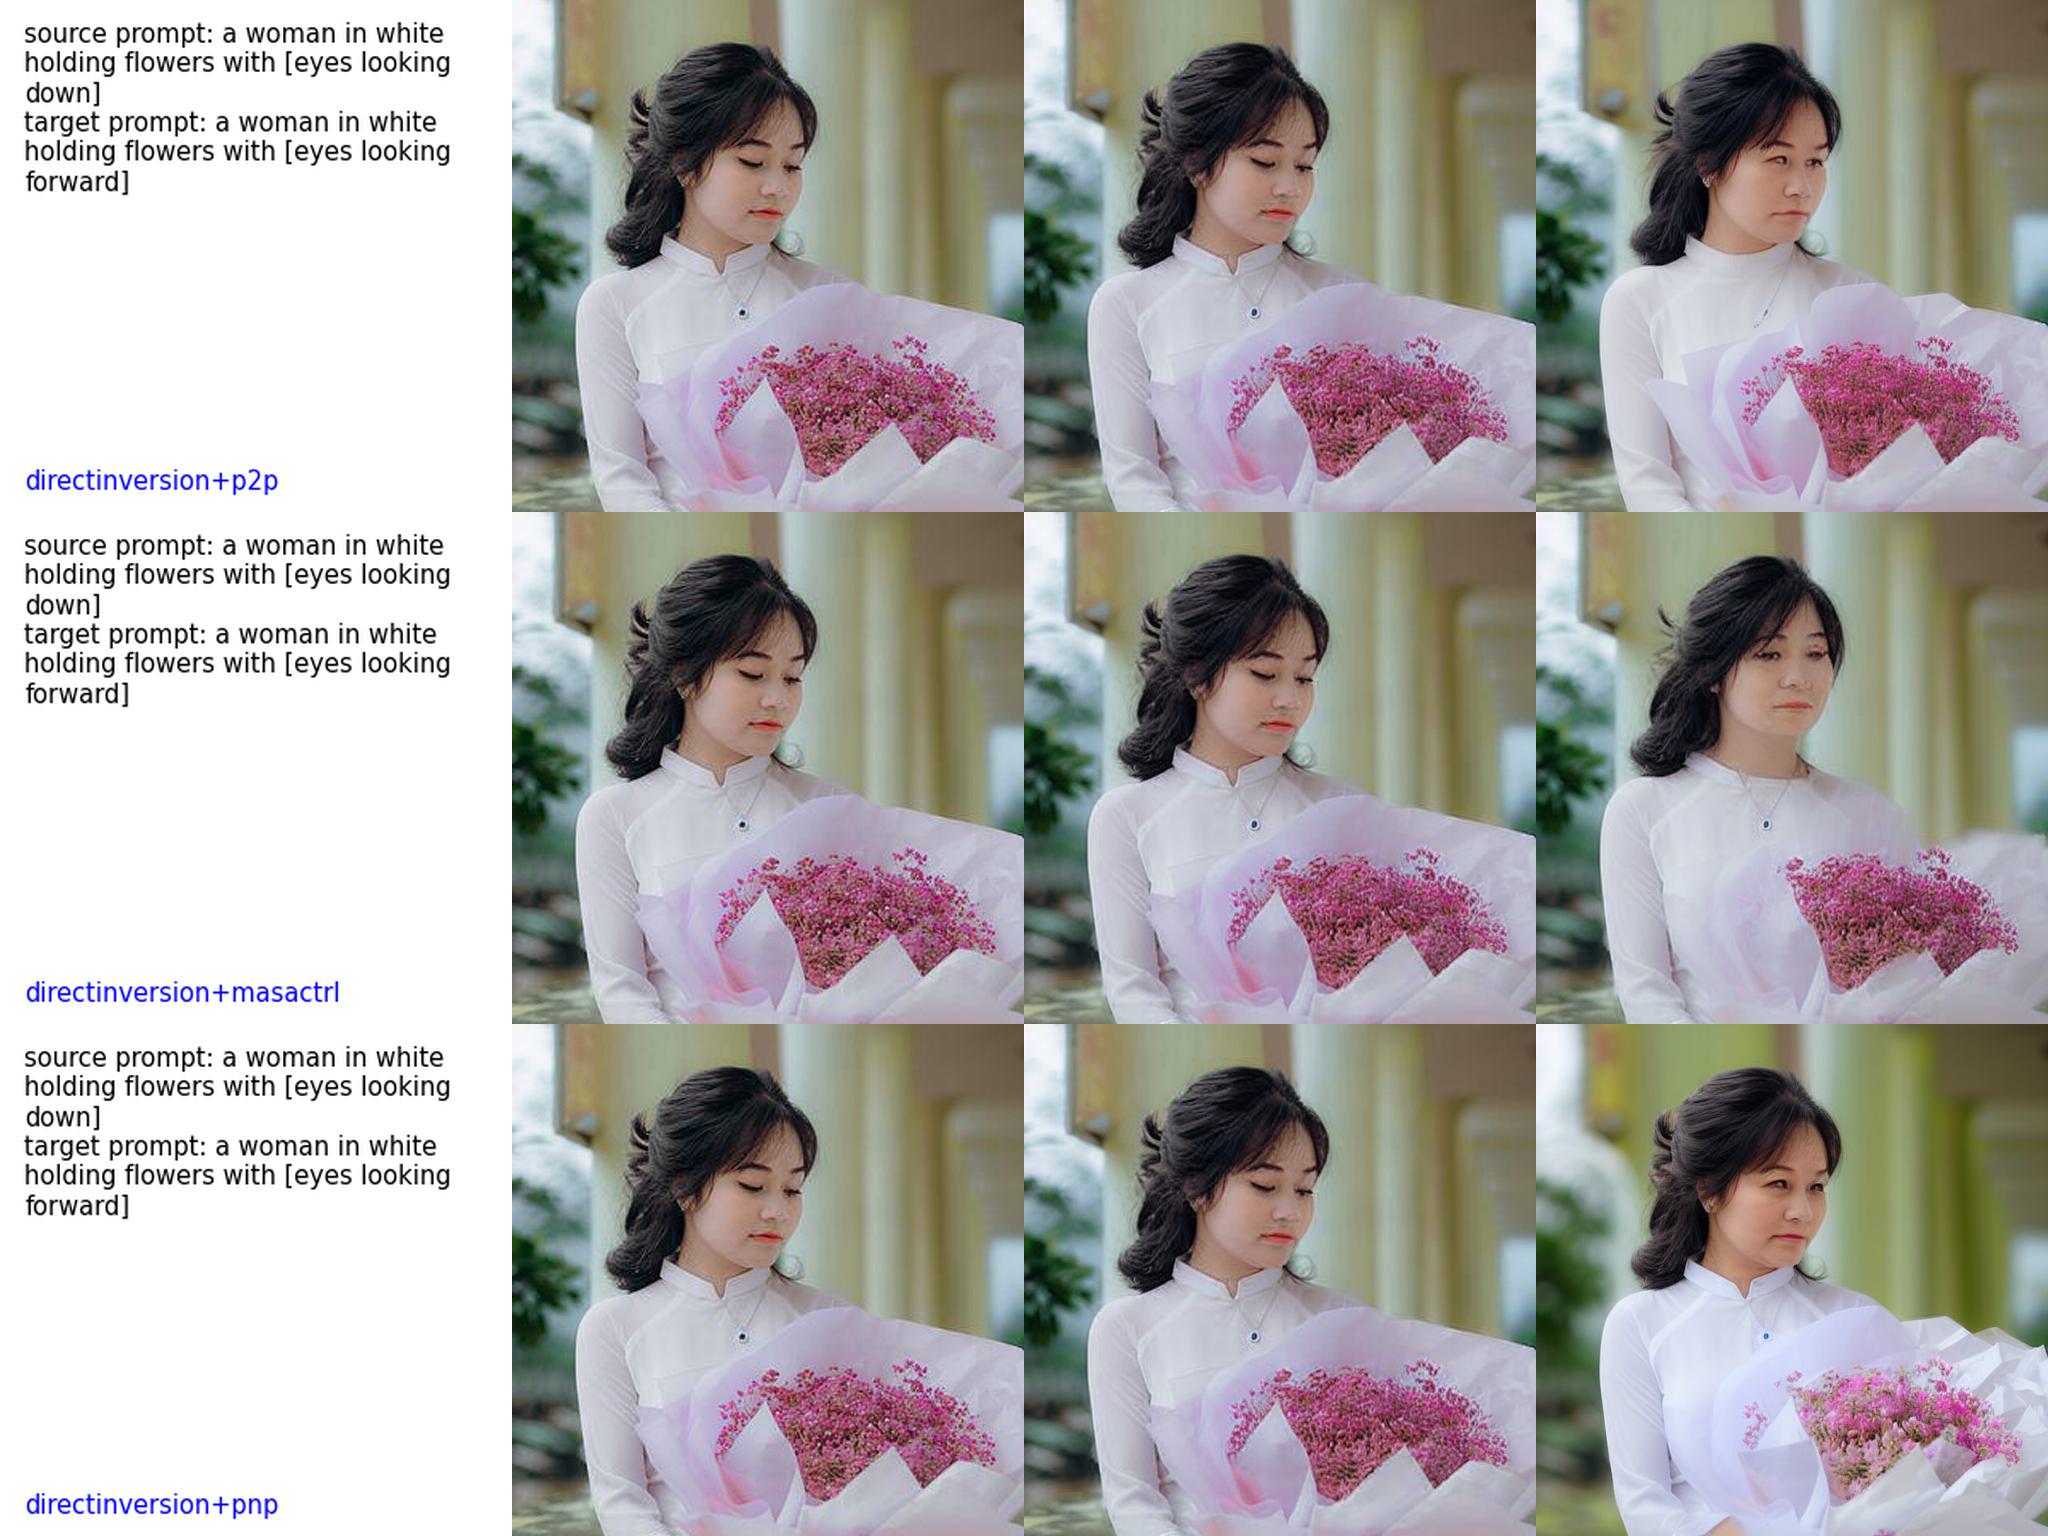 source prompt: a woman in white
holding flowers with [eyes looking
down]
target prompt: a woman in white
holding flowers with [eyes looking
forward]
directinversion+p2p
source prompt: a woman in white
holding flowers with [eyes looking
down]
target prompt: a woman in white
holding flowers with [eyes looking
forward]
directinversion+masactrl
source prompt: a woman in white
holding flowers with [eyes looking
down]
target prompt: a woman in white
holding flowers with [eyes looking
forward]
directinversion+pnp